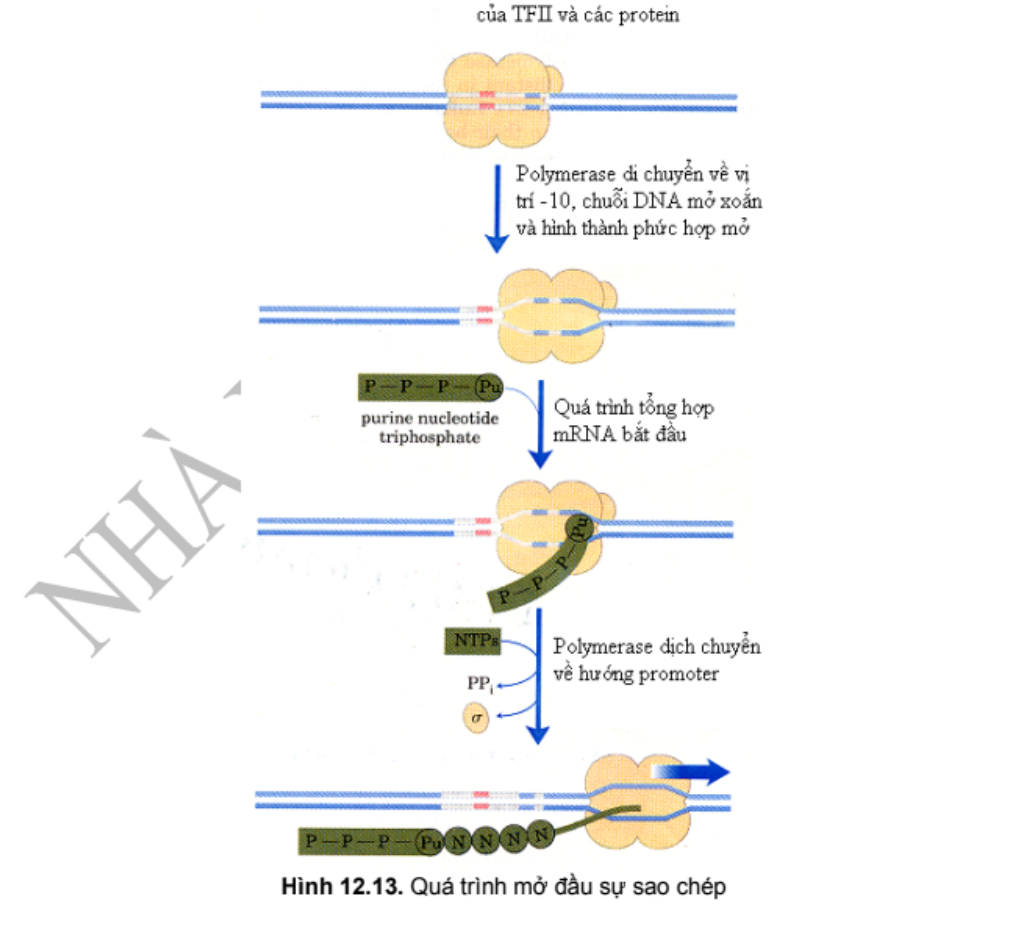 của TFII và các protein
Polymerase di chuyển về vị
trí -10, chuỗi DNA mở xoắn
và hình thành phức hợp mở
P — P — P — Pu
purine nucleotide
triphosphate
Quá trình tổng hợp
mRNA bắt đầu
NHÀ
P — P — P — Pu
NTPs
Polymerase dịch chuyển
về hướng promoter
PPi
σ
P — P — P — Pu N N N N
Hình 12.13. Quá trình mở đầu sự sao chép